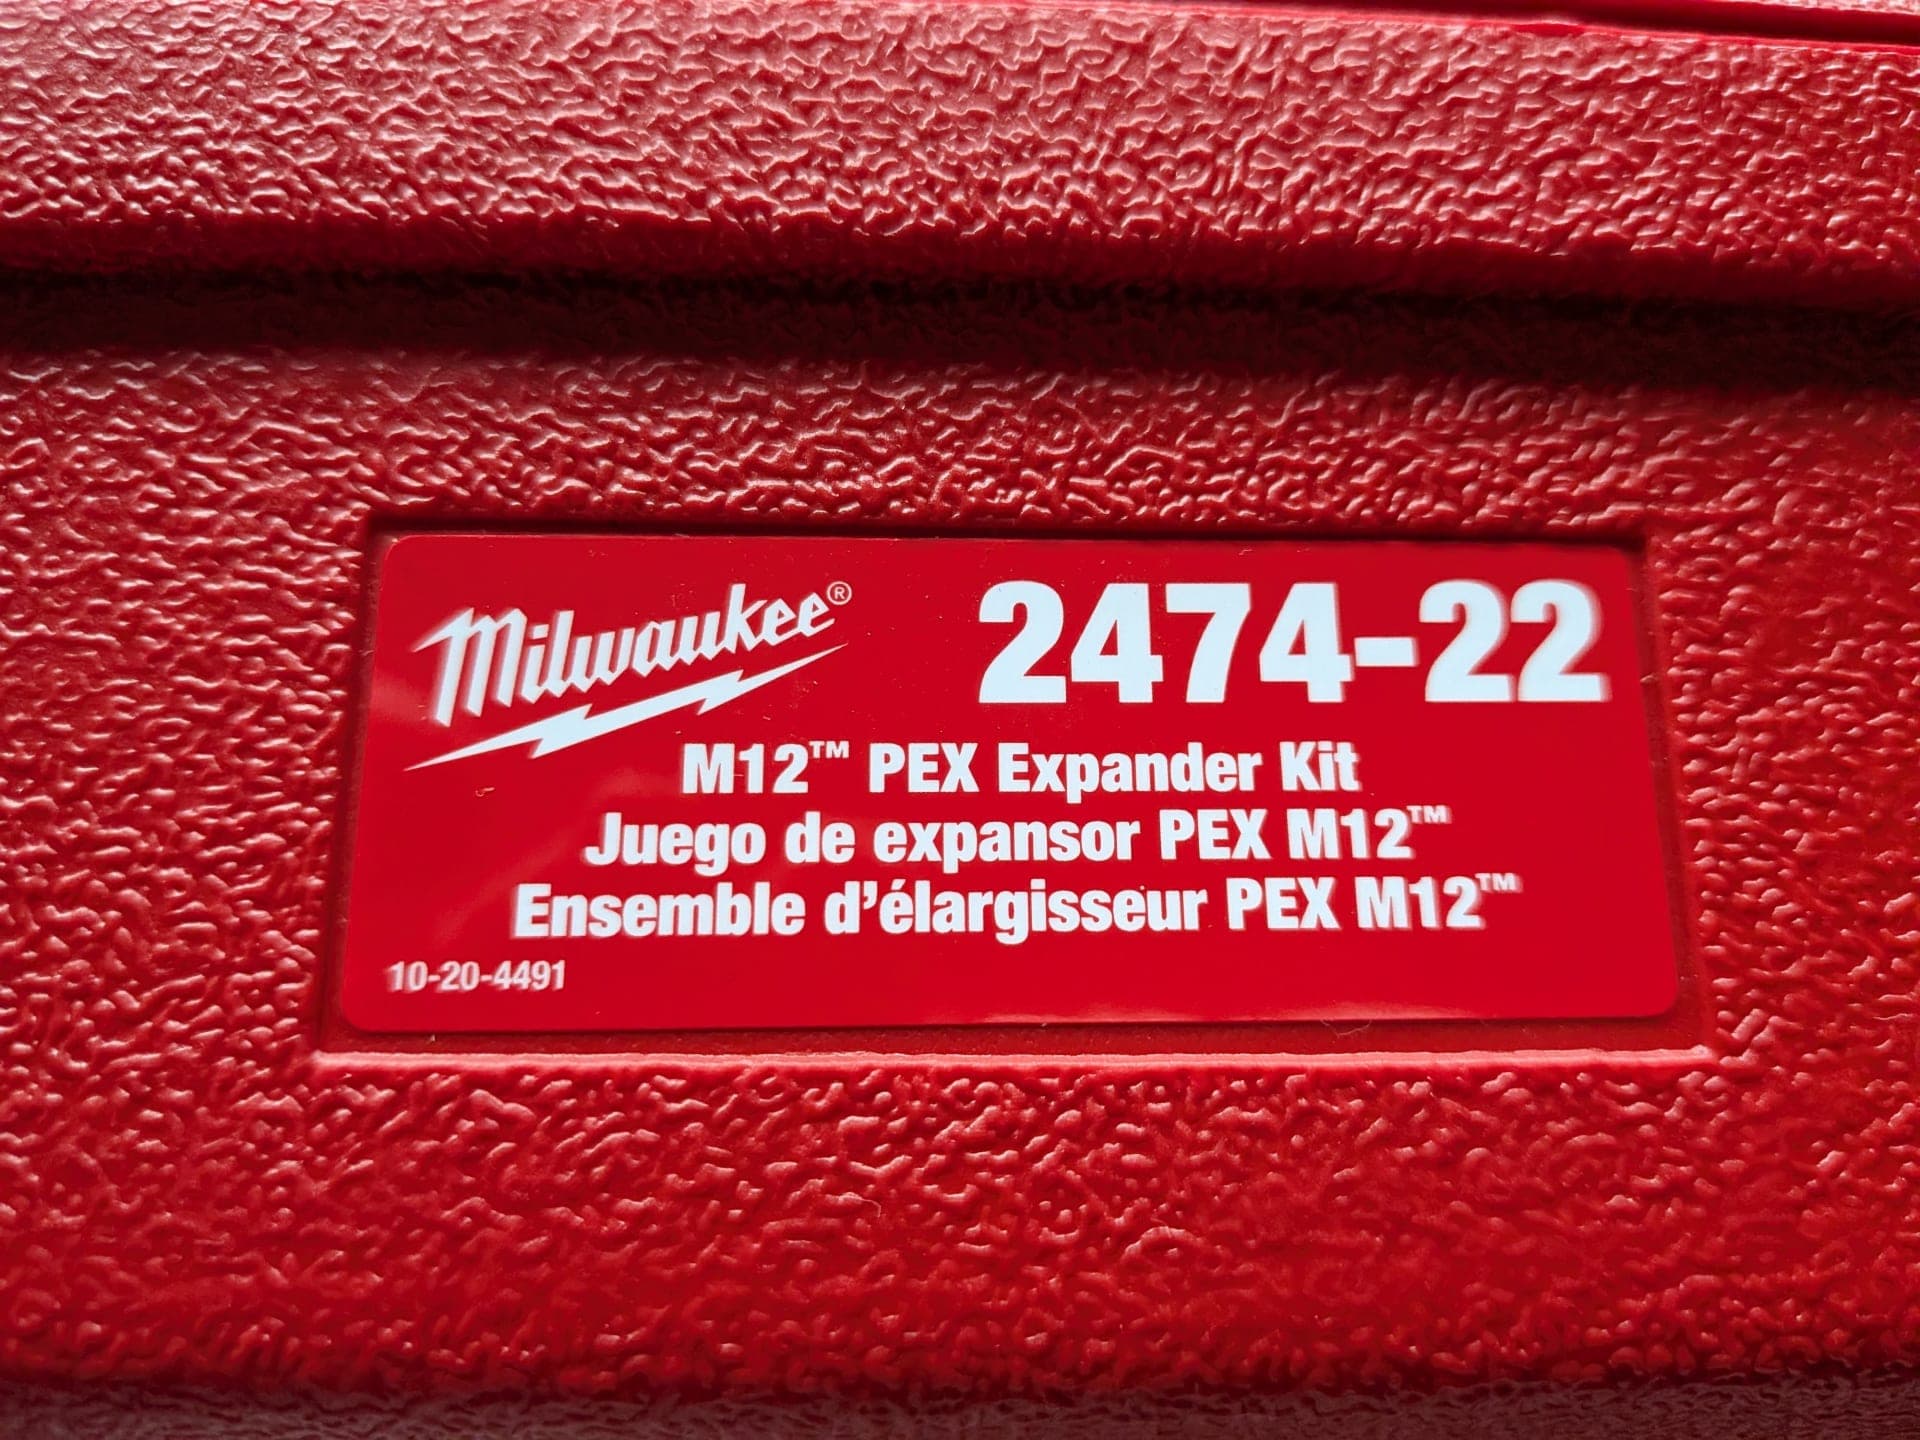 Milwaukee® 2474-22
M12™ PEX Expander Kit
Juego de expansor PEX M12™
Ensemble d'élargisseur PEX M12™
10-20-4491